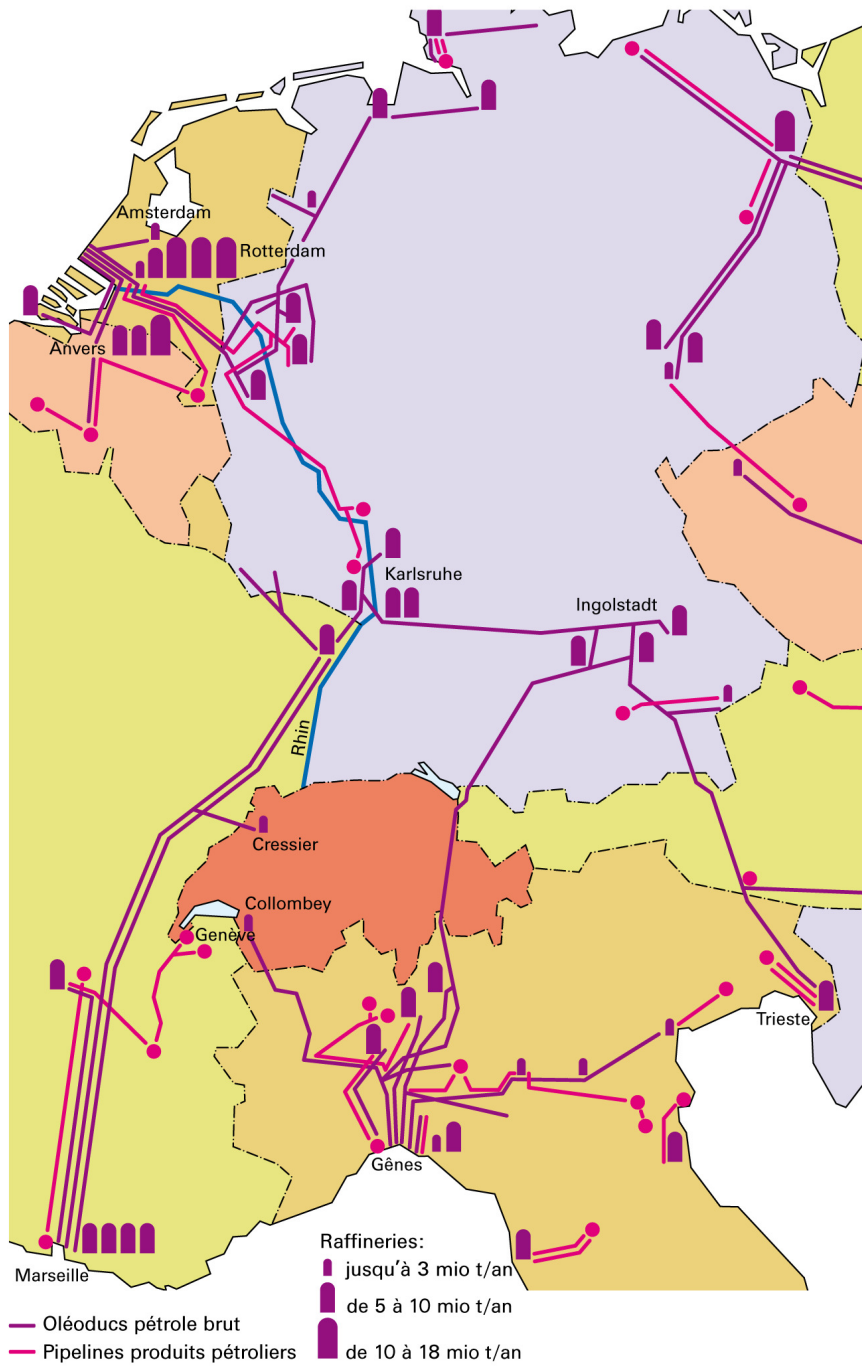 Amsterdam
Rotterdam
Anvers
Karlsruhe
Ingolstadt
Rhin
Cressier
Collombey
Genève
Trieste
Gênes
Marseille
Raffineries:
jusqu'à 3 mio t/an
de 5 à 10 mio t/an
de 10 à 18 mio t/an
Oléoducs pétrole brut
Pipelines produits pétroliers